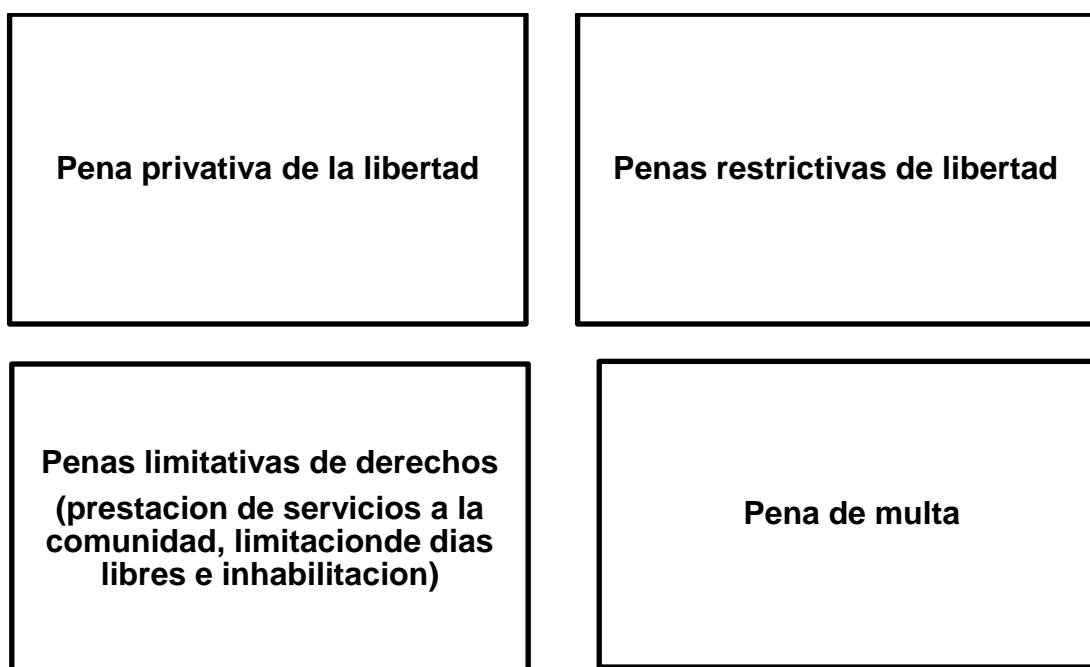 Pena privativa de la libertad
Penas restrictivas de libertad
Penas limitativas de derechos
(prestacion de servicios a la
comunidad, limitacionde dias
libres e inhabilitacion)
Pena de multa